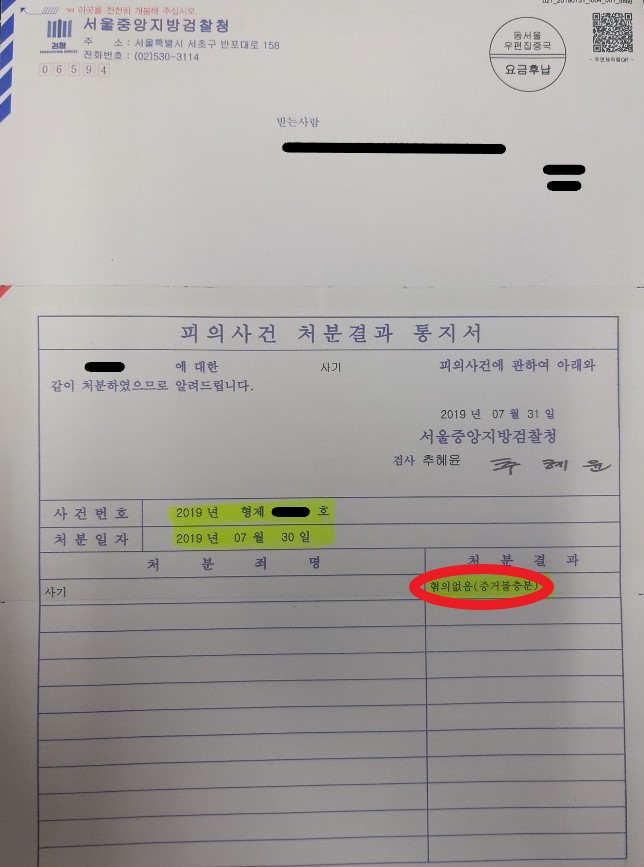 이곳을 천천히 개봉해 주십시오.
검찰
서울중앙지방검찰청
주 소 : 서울특별시 서초구 반포대로 158
전화번호 : (02)530-3114
06594
동서울
우편집중국
요금후납
받는사람
피의사건 처분결과 통지서
에 대한 사기 피의사건에 관하여 아래와
같이 처분하였으므로 알려드립니다.
2019 년 07 월 31 일
서울중앙지방검찰청
검사 추혜윤 추혜윤
사건번호 2019 년 형제 호
처분일자 2019 년 07 월 30 일
처 분 죄 명 처 분 결 과
사기 혐의없음(증거불충분)